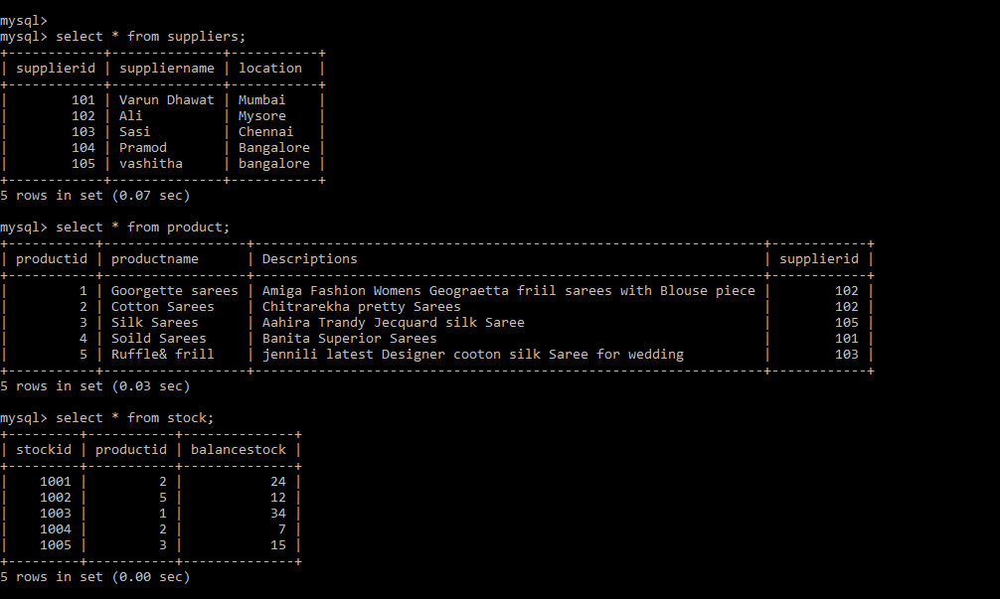 mysql>
mysql> select * from suppliers;
+------------+--------------+-----------+
| supplierid | suppliername | location  |
+------------+--------------+-----------+
|        101 | Varun Dhawat | Mumbai    |
|        102 | Ali          | Mysore    |
|        103 | Sasi         | Chennai   |
|        104 | Pramod       | Bangalore |
|        105 | vashitha     | bangalore |
+------------+--------------+-----------+
5 rows in set (0.07 sec)

mysql> select * from product;
+-----------+-----------------+----------------------------------------------------------------+------------+
| productid | productname     | Descriptions                                                   | supplierid |
+-----------+-----------------+----------------------------------------------------------------+------------+
|         1 | Goorgette sarees | Amiga Fashion Womens Geograetta friil sarees with Blouse piece |        102 |
|         2 | Cotton Sarees    | Chitrarekha pretty Sarees                                      |        102 |
|         3 | Silk Sarees      | Aahira Trandy Jecquard silk Saree                              |        105 |
|         4 | Soild Sarees     | Banita Superior Sarees                                         |        101 |
|         5 | Ruffle& frill    | jennili latest Designer cooton silk Saree for wedding          |        103 |
+-----------+------------------+----------------------------------------------------------------+------------+
5 rows in set (0.03 sec)

mysql> select * from stock;
+---------+-----------+--------------+
| stockid | productid | balancestock |
+---------+-----------+--------------+
|    1001 |         2 |           24 |
|    1002 |         5 |           12 |
|    1003 |         1 |           34 |
|    1004 |         2 |            7 |
|    1005 |         3 |           15 |
+---------+-----------+--------------+
5 rows in set (0.00 sec)